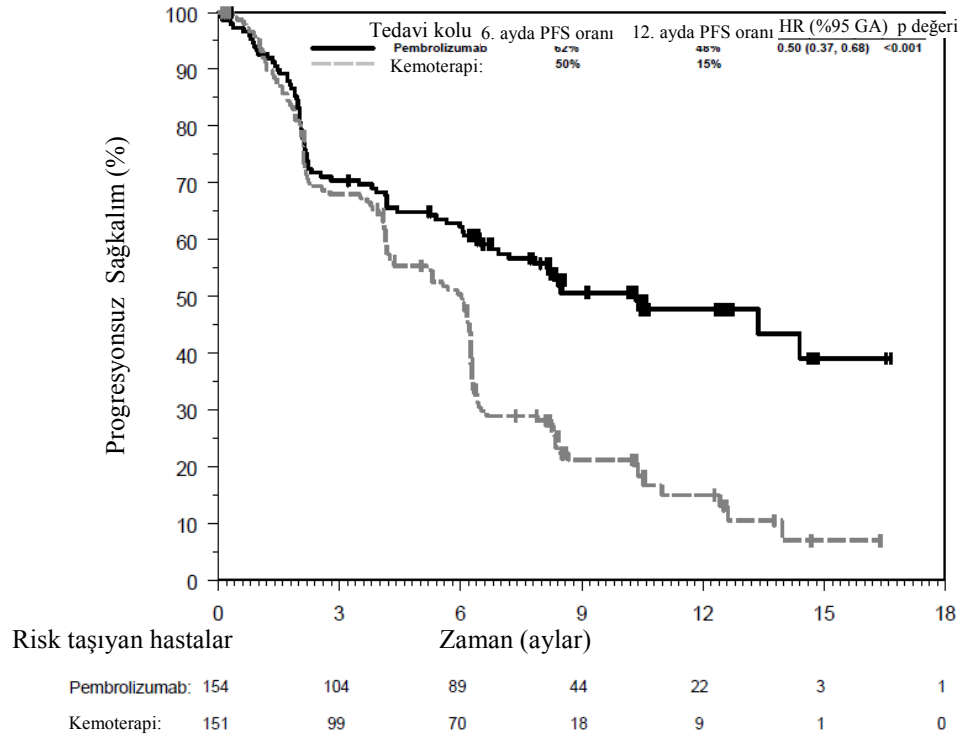 Tedavi kolu 6. ayda PFS oranı 12. ayda PFS oranı HR (%95 GA) p değeri
Pembrolizumab 62% 48% 0.50 (0.37, 0.68) <0.001
Kemoterapi: 50% 15%
Progresyonsuz Sağkalım (%)
100
90
80
70
60
50
40
30
20
10
0
0 3 6 9 12 15 18
Risk taşıyan hastalar Zaman (aylar)
Pembrolizumab: 154 104 89 44 22 3 1
Kemoterapi: 151 99 70 18 9 1 0